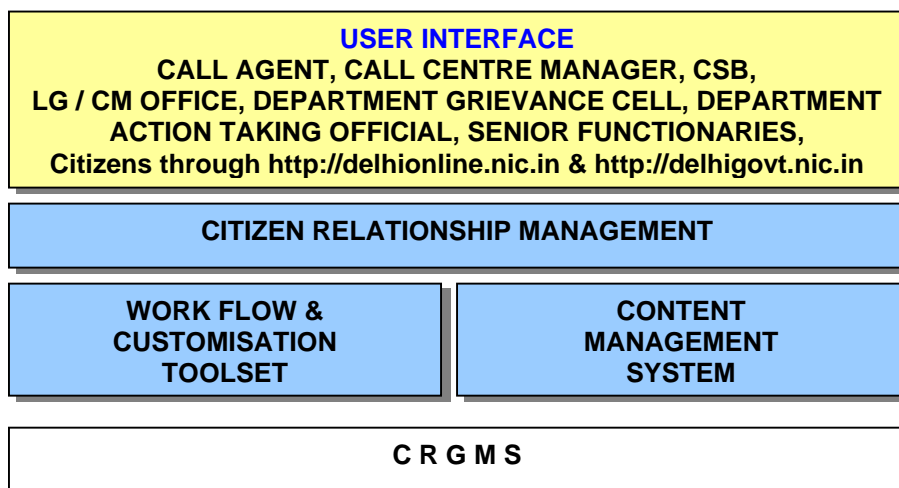 USER INTERFACE
CALL AGENT, CALL CENTRE MANAGER, CSB,
LG / CM OFFICE, DEPARTMENT GRIEVANCE CELL, DEPARTMENT
ACTION TAKING OFFICIAL, SENIOR FUNCTIONARIES,
Citizens through http://delhionline.nic.in & http://delhigovt.nic.in
CITIZEN RELATIONSHIP MANAGEMENT
WORK FLOW &
CUSTOMISATION
TOOLSET
CONTENT
MANAGEMENT
SYSTEM
C R G M S